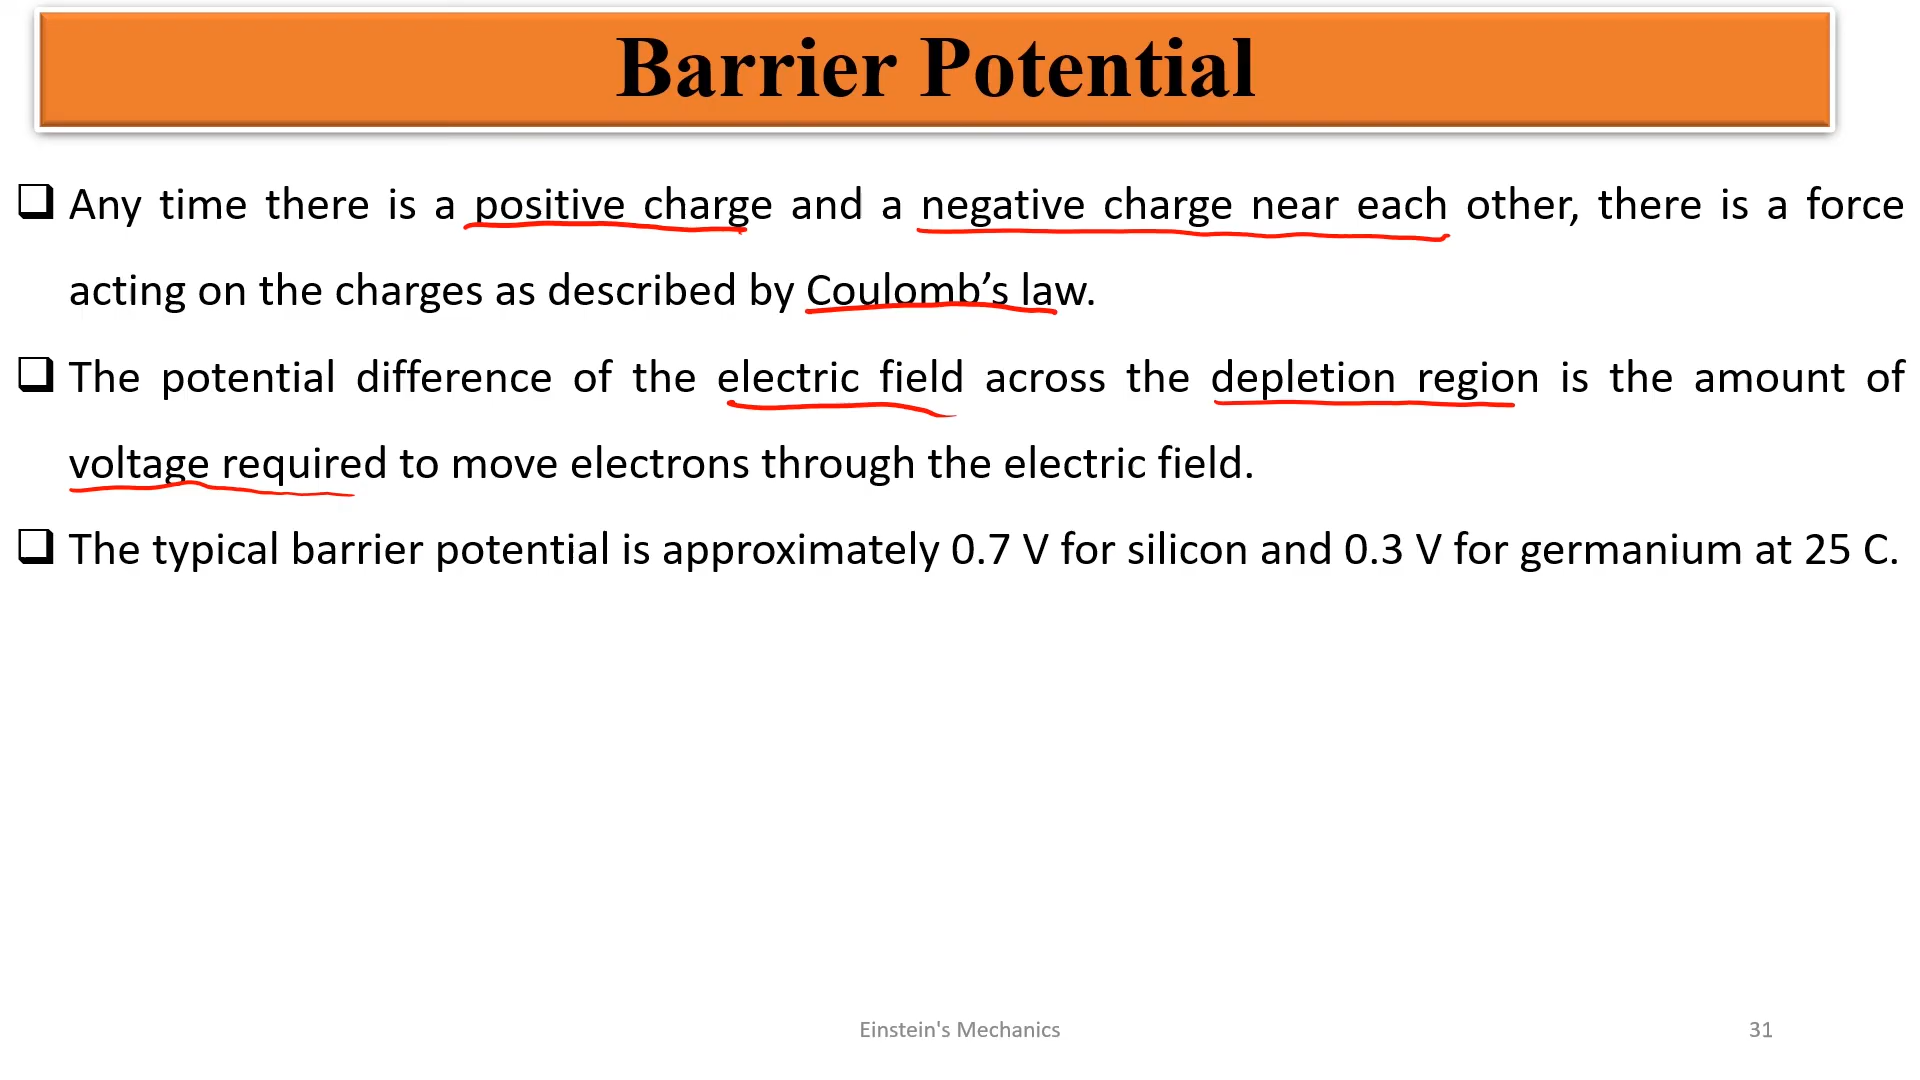 Barrier Potential
❑ Any time there is a positive charge and a negative charge near each other, there is a force
acting on the charges as described by Coulomb’s law.
❑ The potential difference of the electric field across the depletion region is the amount of
voltage required to move electrons through the electric field.
❑ The typical barrier potential is approximately 0.7 V for silicon and 0.3 V for germanium at 25 C.
Einstein's Mechanics
31